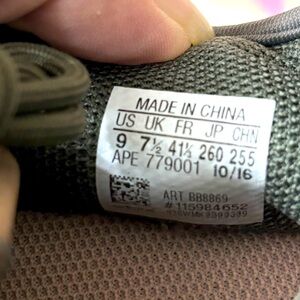 MADE IN CHINA
US UK FR JP CHN
9 7½ 41⅓ 260 255
APE 779001 10/16
ART BB8869
#115984652